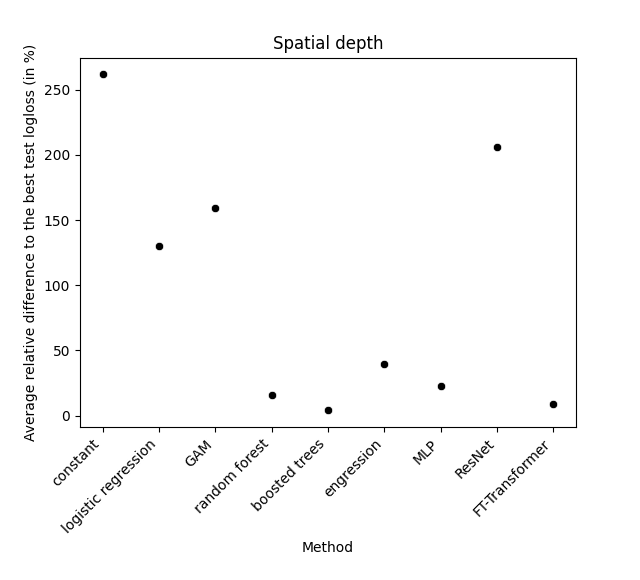 Spatial depth
Average relative difference to the best test logloss (in %)
250
200
150
100
50
0
constant
logistic regression
GAM
random forest
boosted trees
engression
MLP
ResNet
FT-Transformer
Method